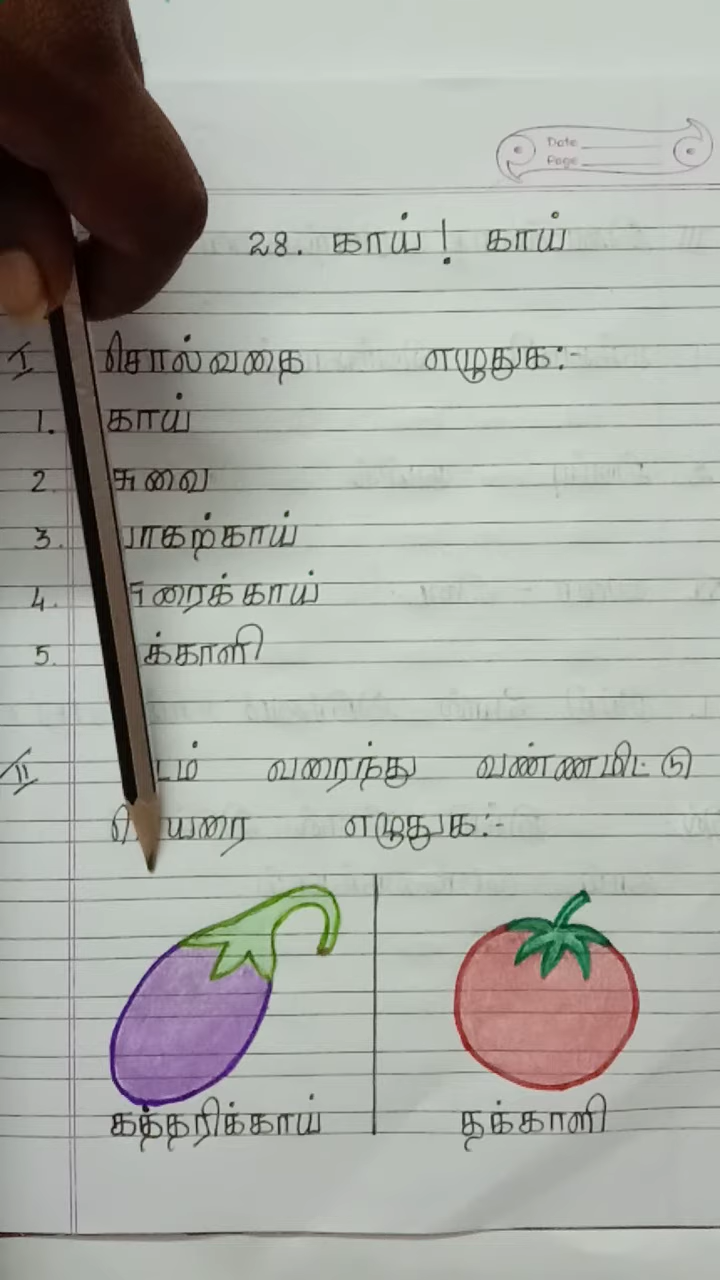 Date
Page
28. காய்! காய்
I சொல்வதை எழுதுக:-
1. காய்
2. சுவை
3. பாகற்காய்
4. க்காய்
5. க்காளி
II படம் வரைந்து வண்ணமிட்டு
பெயரை எழுதுக:-
கத்தரிக்காய் தக்காளி